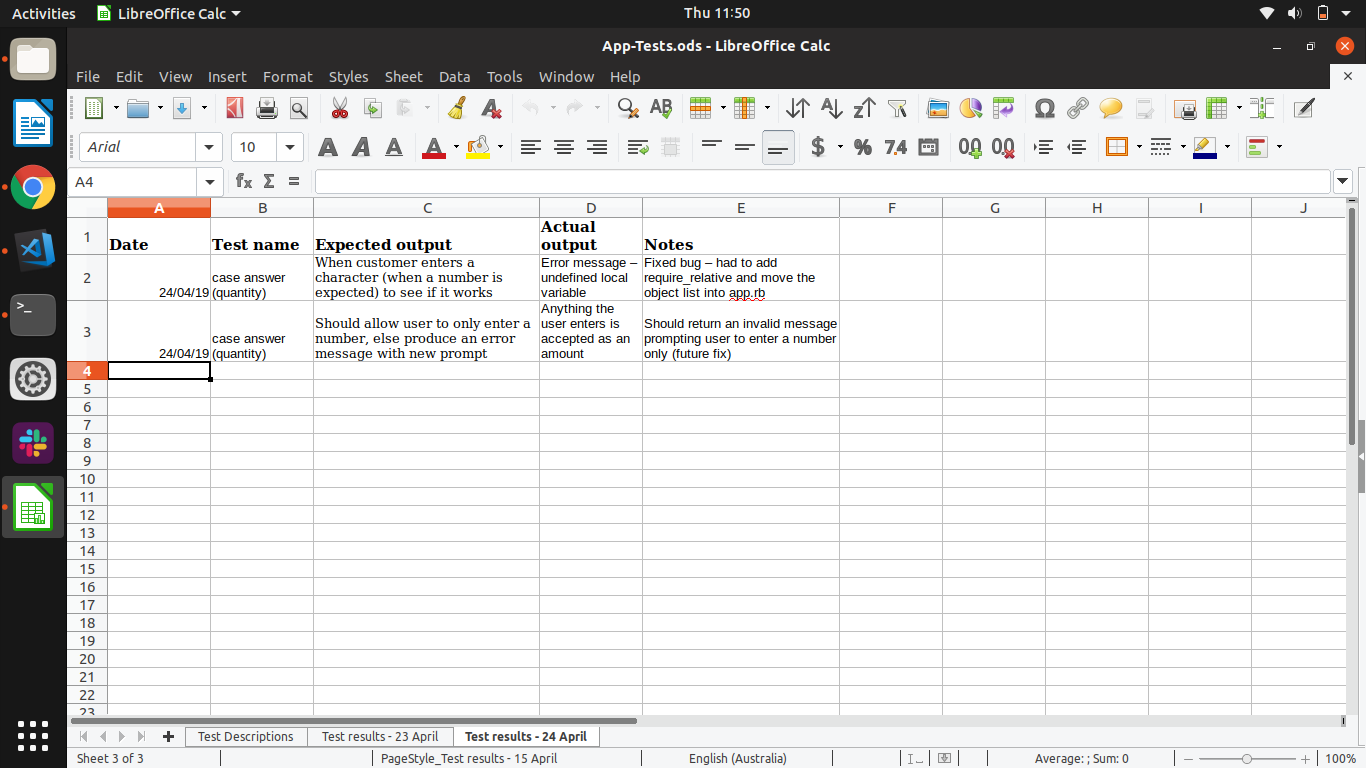 Activities LibreOffice Calc Thu 11:50
App-Tests.ods - LibreOffice Calc
File Edit View Insert Format Styles Sheet Data Tools Window Help
Arial 10
A4
A B C D E F G H I J
1 Date Test name Expected output Actual output Notes
2 24/04/19 case answer (quantity) When customer enters a character (when a number is expected) to see if it works Error message – undefined local variable Fixed bug – had to add require_relative and move the object list into app.rb
3 24/04/19 case answer (quantity) Should allow user to only enter a number, else produce an error message with new prompt Anything the user enters is accepted as an amount Should return an invalid message prompting user to enter a number only (future fix)
4
5
6
7
8
9
10
11
12
13
14
15
16
17
18
19
20
21
22
23
Test Descriptions Test results - 23 April Test results - 24 April
Sheet 3 of 3 PageStyle_Test results - 15 April English (Australia) Average: ; Sum: 0 100%